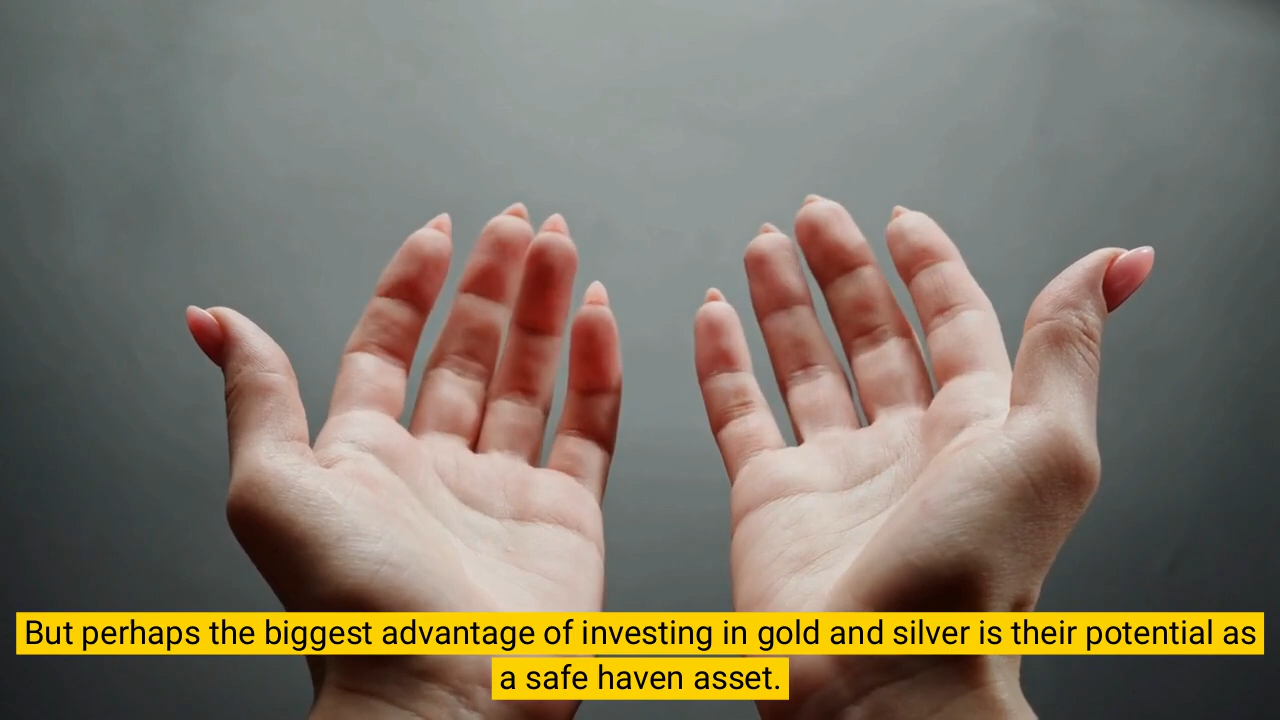 But perhaps the biggest advantage of investing in gold and silver is their potential as
a safe haven asset.